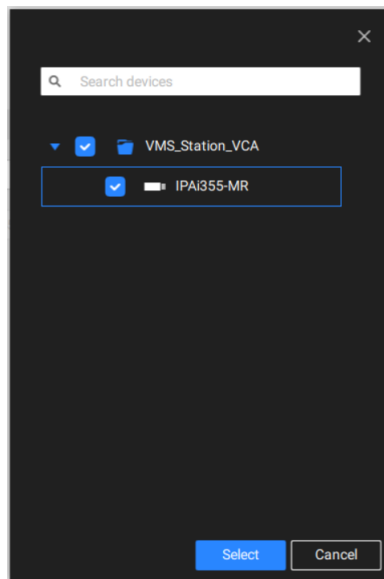 Search devices
VMS_Station_VCA
IPAi355-MR
Select
Cancel